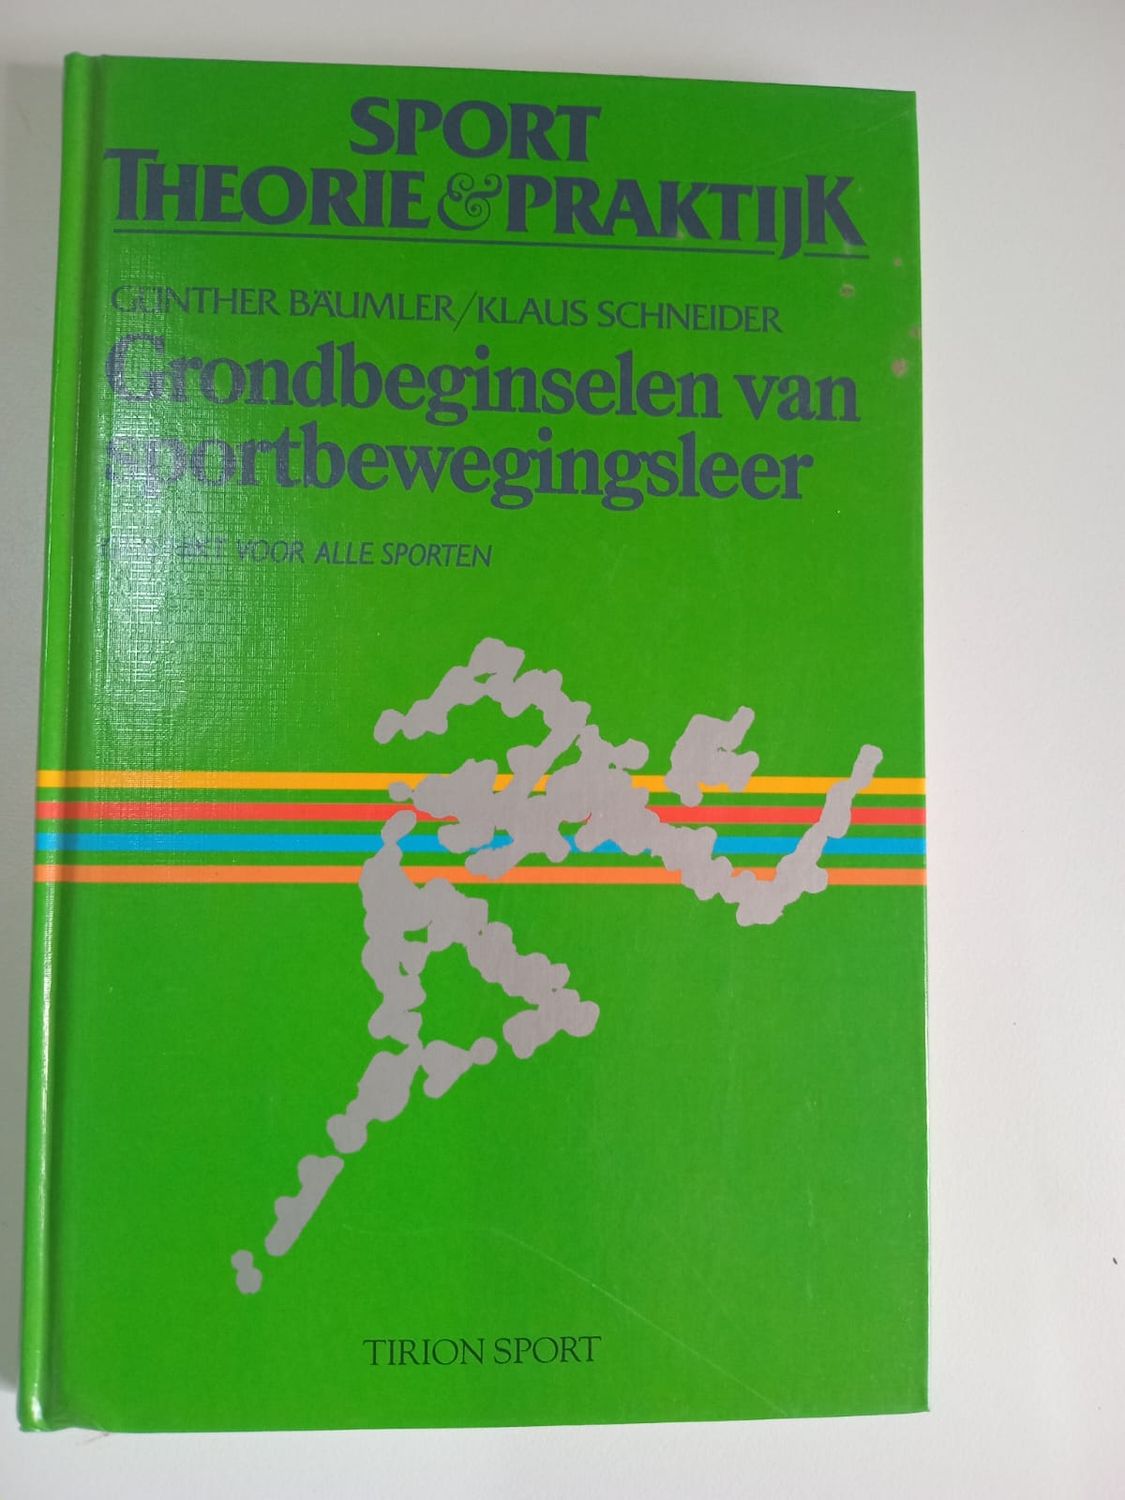 SPORT
THEORIE & PRAKTIJK
GÜNTHER BÄUMLER/KLAUS SCHNEIDER
Grondbeginselen van
sportbewegingsleer
VOOR ALLE SPORTEN
TIRION SPORT